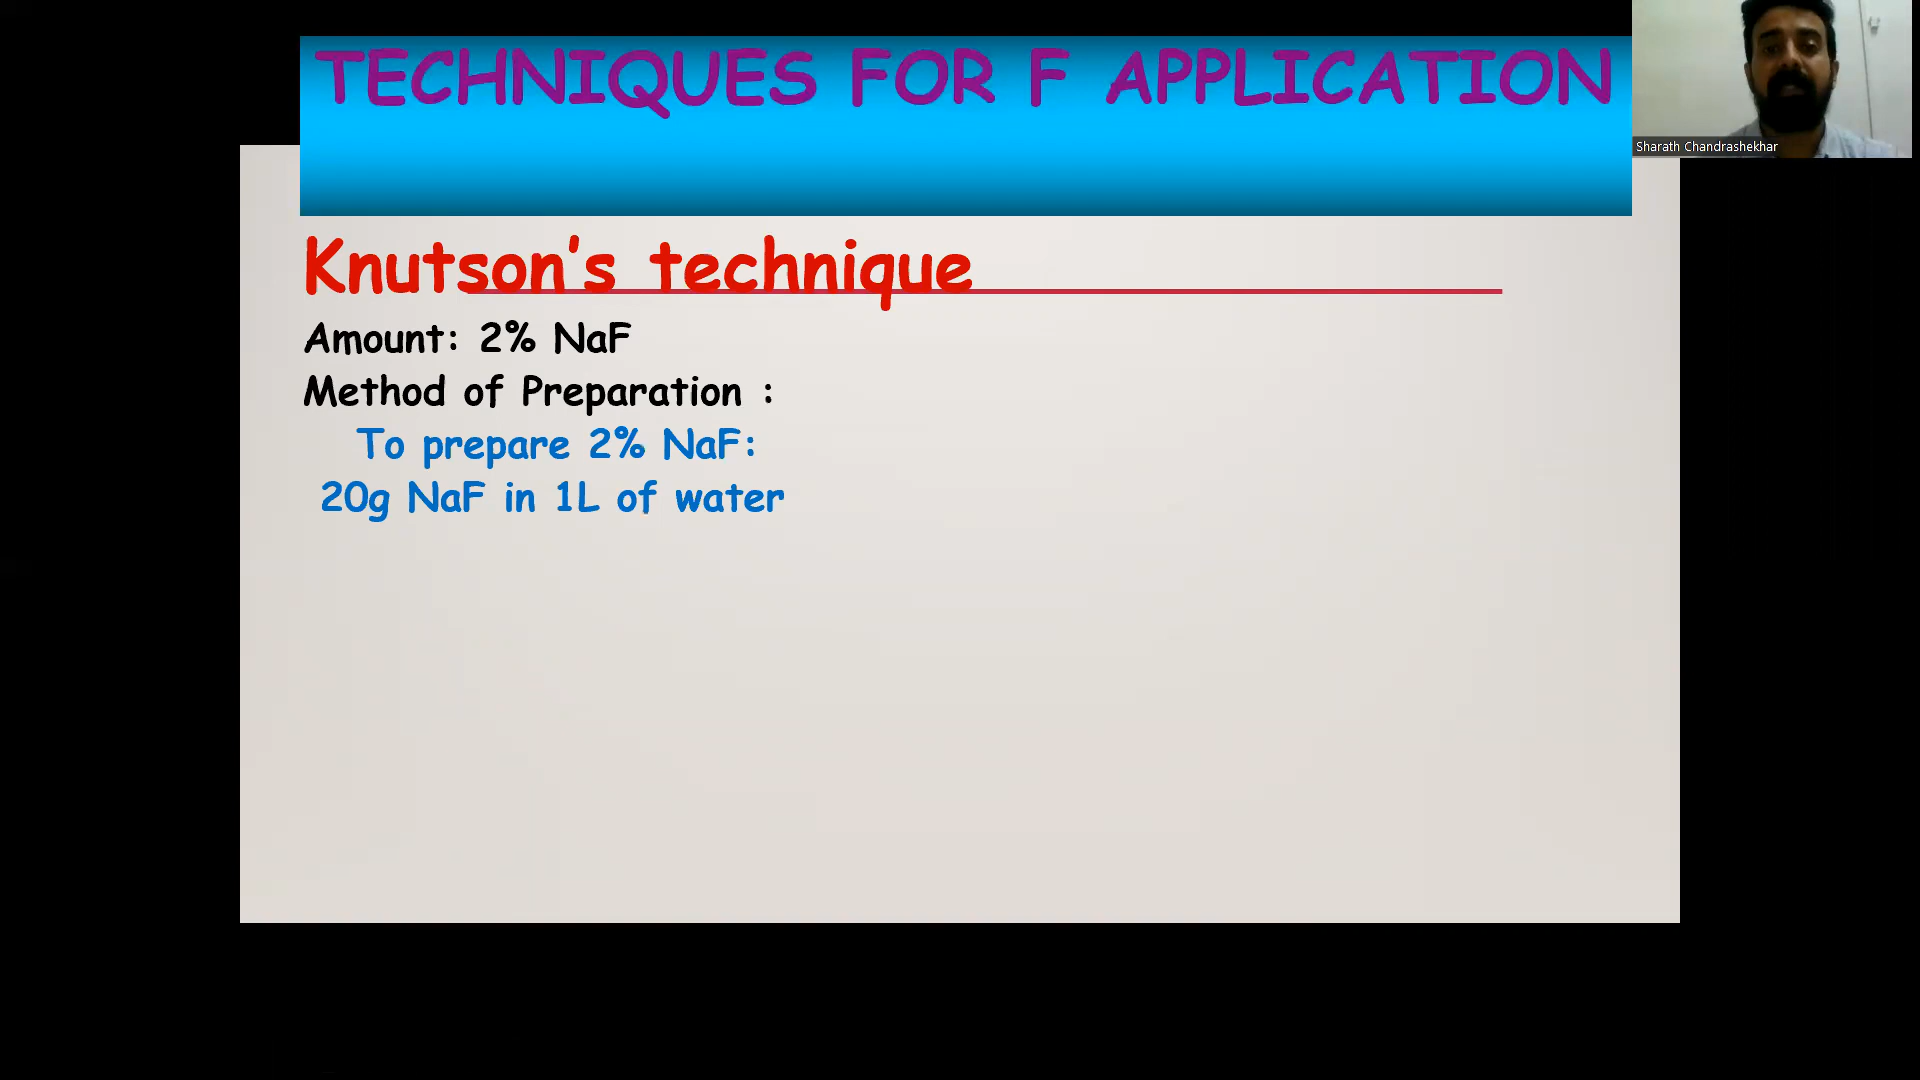 TECHNIQUES FOR F APPLICATION
Sharath Chandrashekhar
Knutson's technique
Amount: 2% NaF
Method of Preparation :
To prepare 2% NaF:
20g NaF in 1L of water